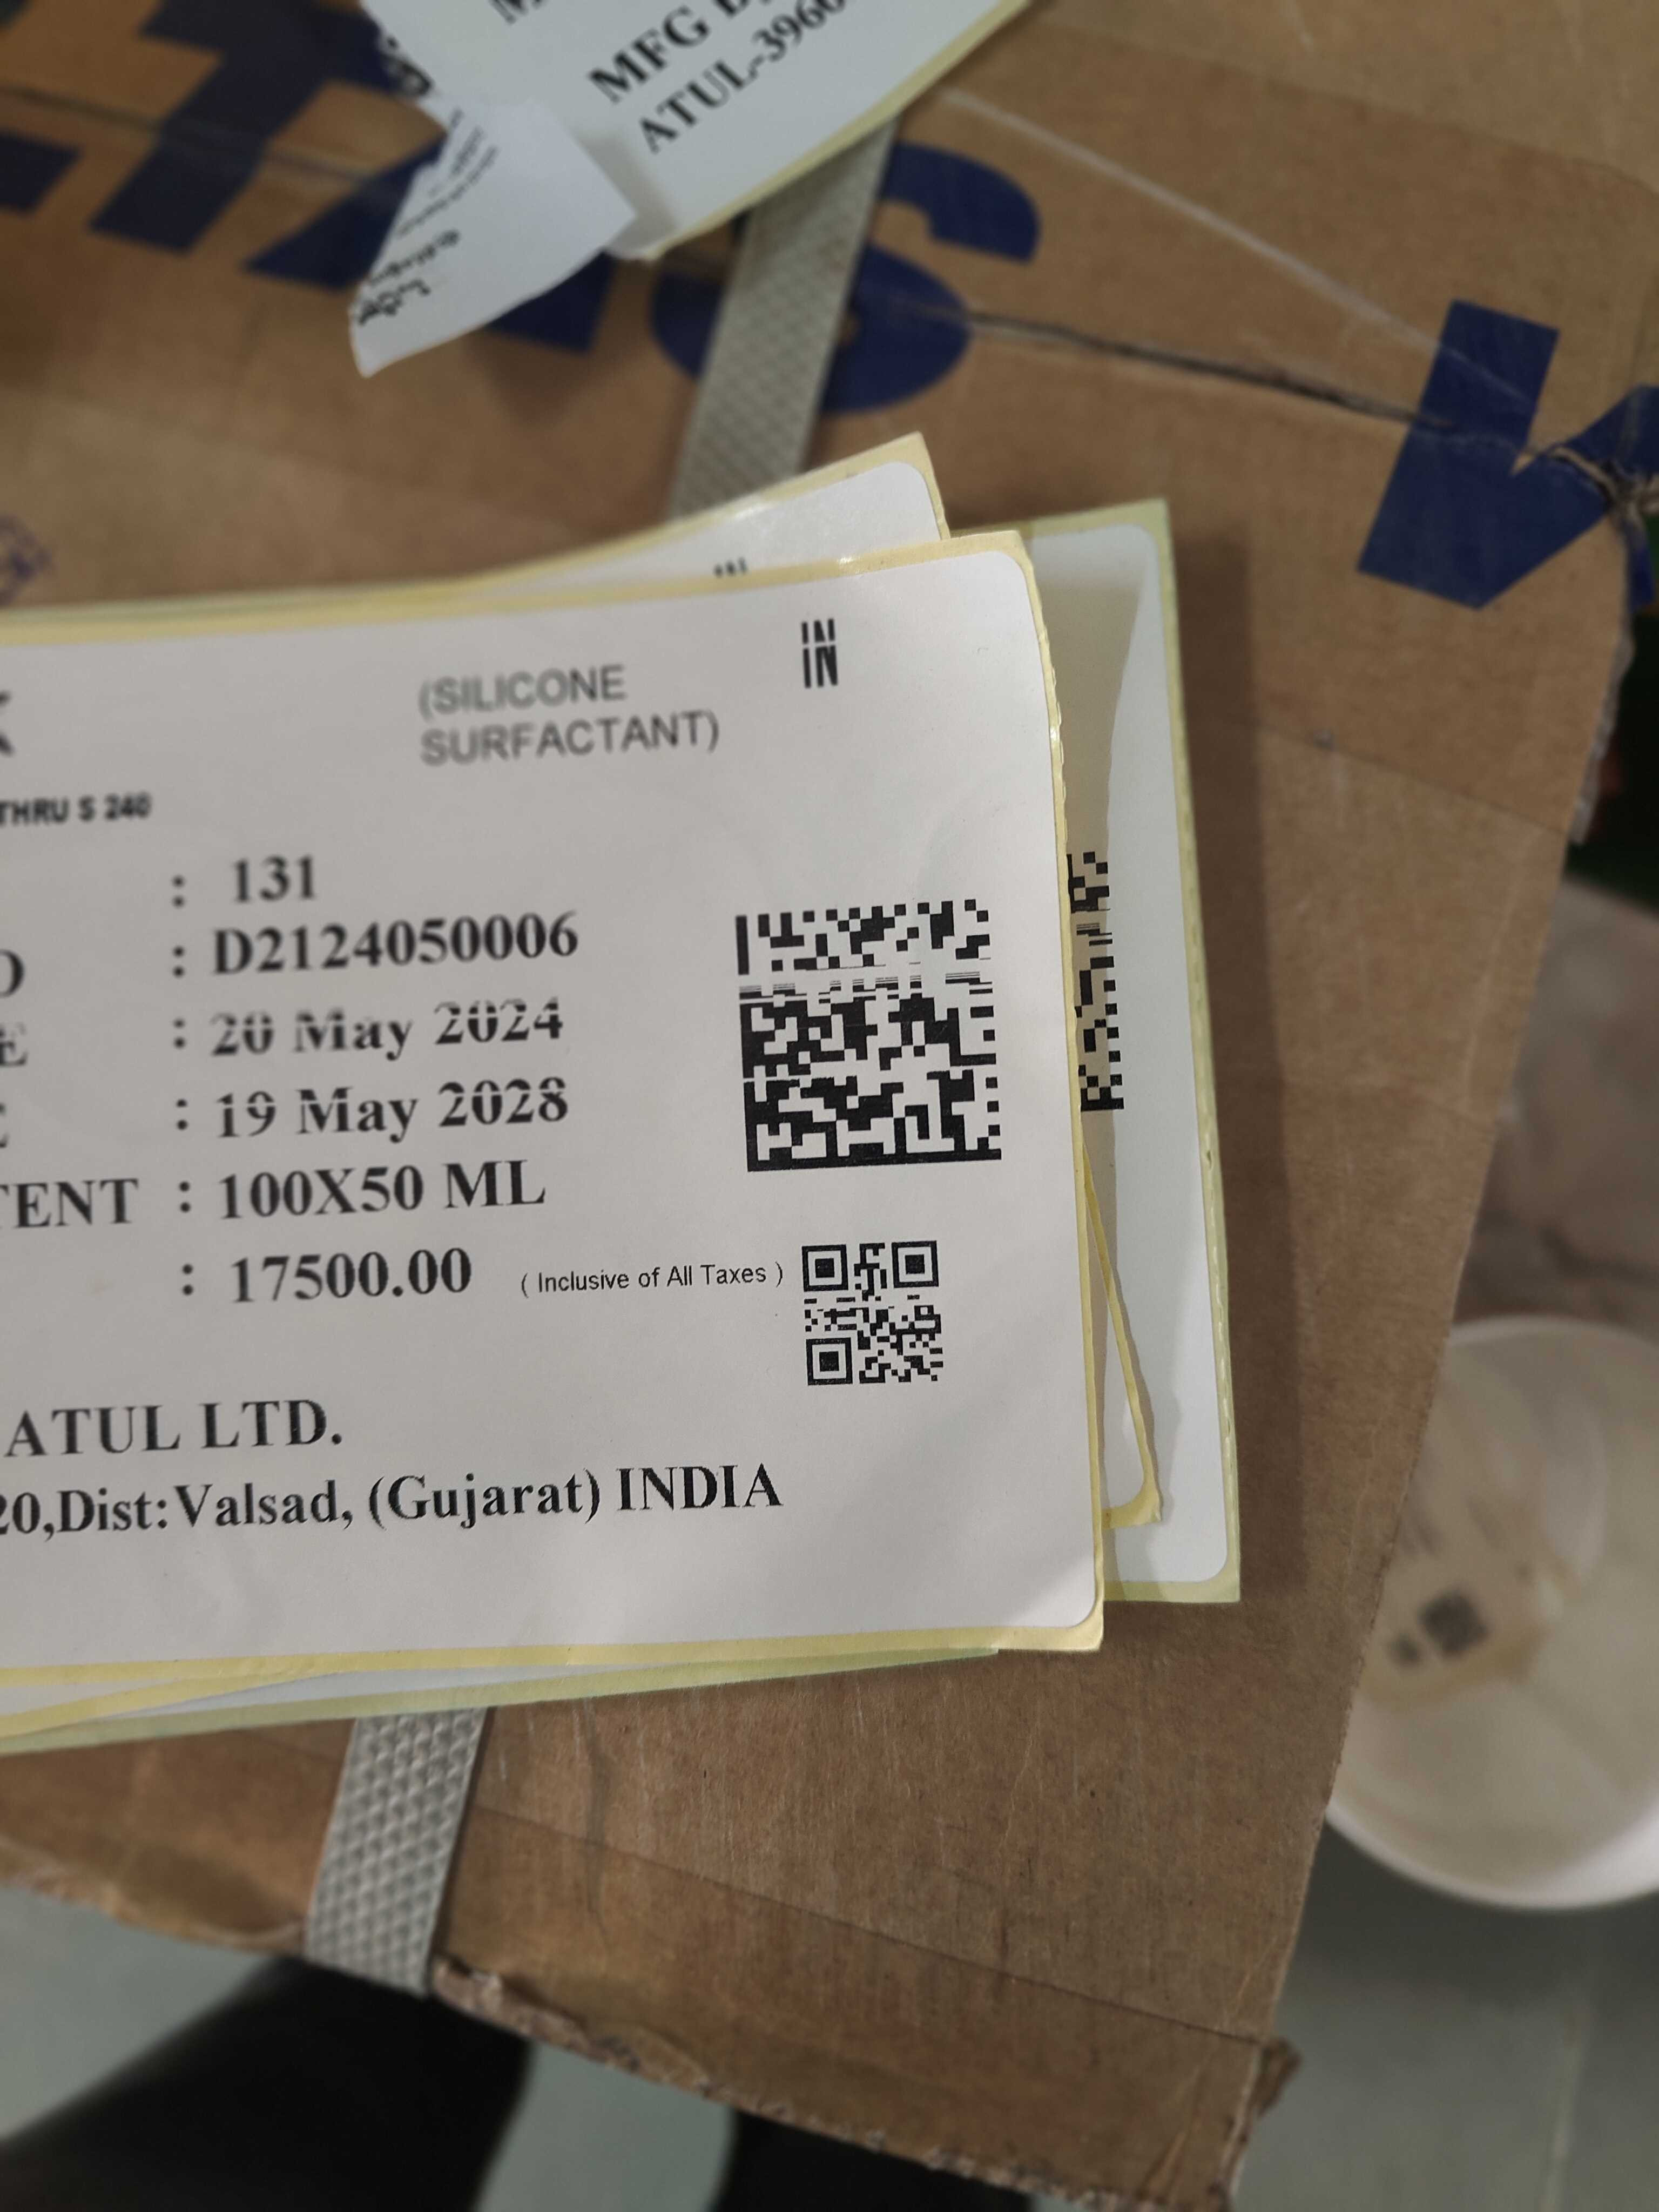 MFG
ATUL-3960
IN
(SILICONE
SURFACTANT)
THRU S 240
: 131
: D2124050006
: 20 May 2024
: 19 May 2028
TENT : 100X50 ML
: 17500.00 ( Inclusive of All Taxes )
ATUL LTD.
20,Dist:Valsad, (Gujarat) INDIA